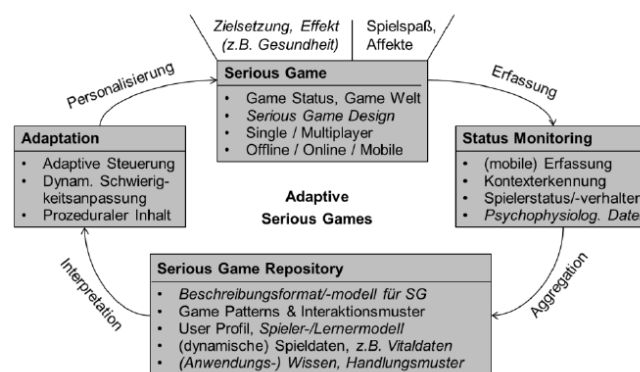 Zielsetzung, Effekt
(z.B. Gesundheit)
Spielspaß,
Affekte
Personalisierung
Serious Game
• Game Status, Game Welt
• Serious Game Design
• Single / Multiplayer
• Offline / Online / Mobile
Erfassung
Adaptation
• Adaptive Steuerung
• Dynam. Schwierig-
keitsanpassung
• Prozeduraler Inhalt
Adaptive
Serious Games
Status Monitoring
• (mobile) Erfassung
• Kontexterkennung
• Spielerstatus/-verhalten
• Psychophysiolog. Date
Interpretation
Serious Game Repository
• Beschreibungsformat/-modell für SG
• Game Patterns & Interaktionsmuster
• User Profil, Spieler-/Lernermodell
• (dynamische) Spieldaten, z.B. Vitaldaten
• (Anwendungs-) Wissen, Handlungsmuster
Aggregation